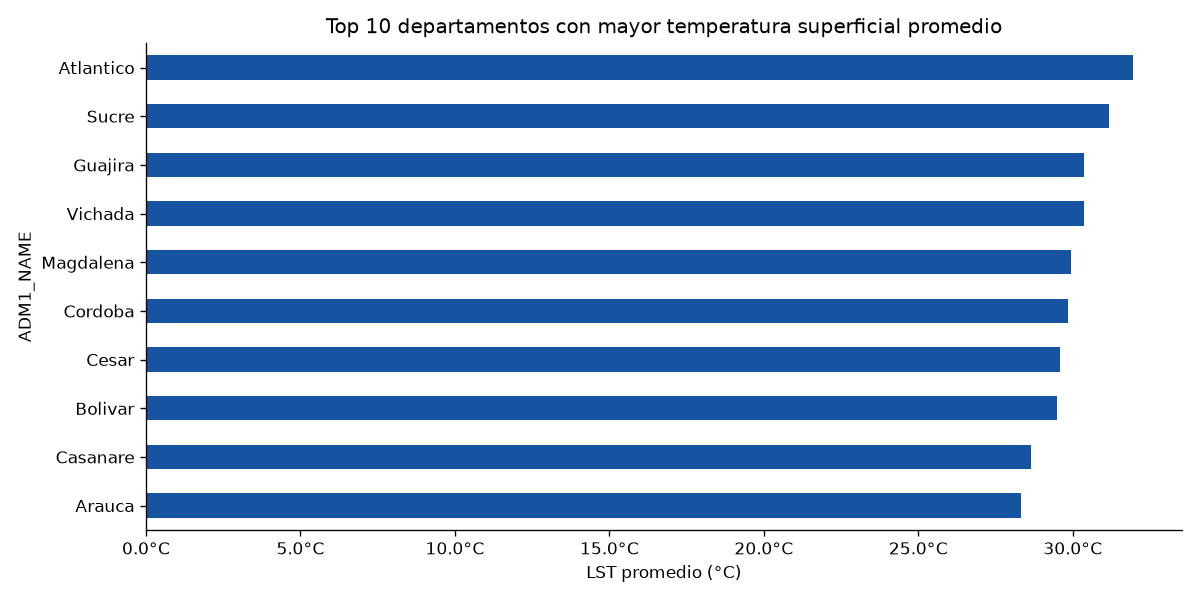 Top 10 departamentos con mayor temperatura superficial promedio
ADM1_NAME
Atlantico
Sucre
Guajira
Vichada
Magdalena
Cordoba
Cesar
Bolivar
Casanare
Arauca
0.0°C 5.0°C 10.0°C 15.0°C 20.0°C 25.0°C 30.0°C
LST promedio (°C)